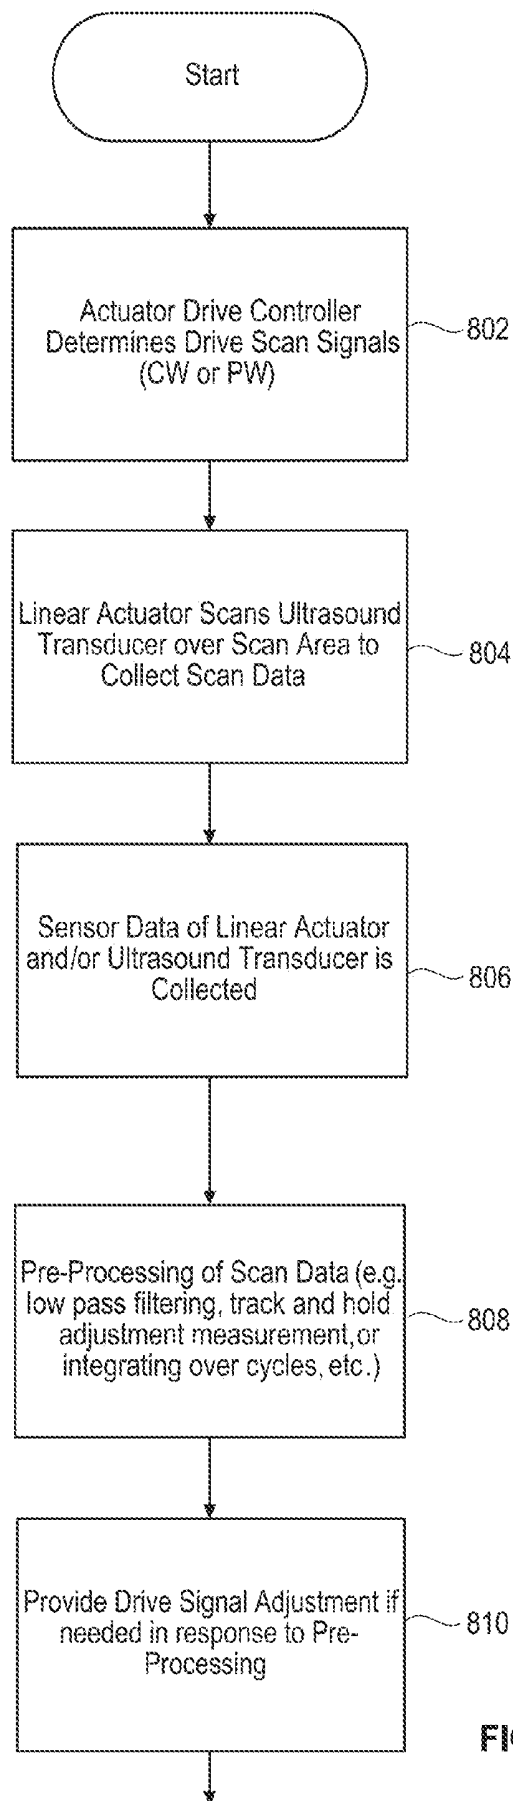 Start
Actuator Drive Controller
Determines Drive Scan Signals
(CW or PW)
802
Linear Actuator Scans Ultrasound
Transducer over Scan Area to
Collect Scan Data
804
Sensor Data of Linear Actuator
and/or Ultrasound Transducer is
Collected
806
Pre-Processing of Scan Data (e.g.
low pass filtering, track and hold
adjustment measurement, or
integrating over cycles, etc.)
808
Provide Drive Signal Adjustment if
needed in response to Pre-
Processing
810